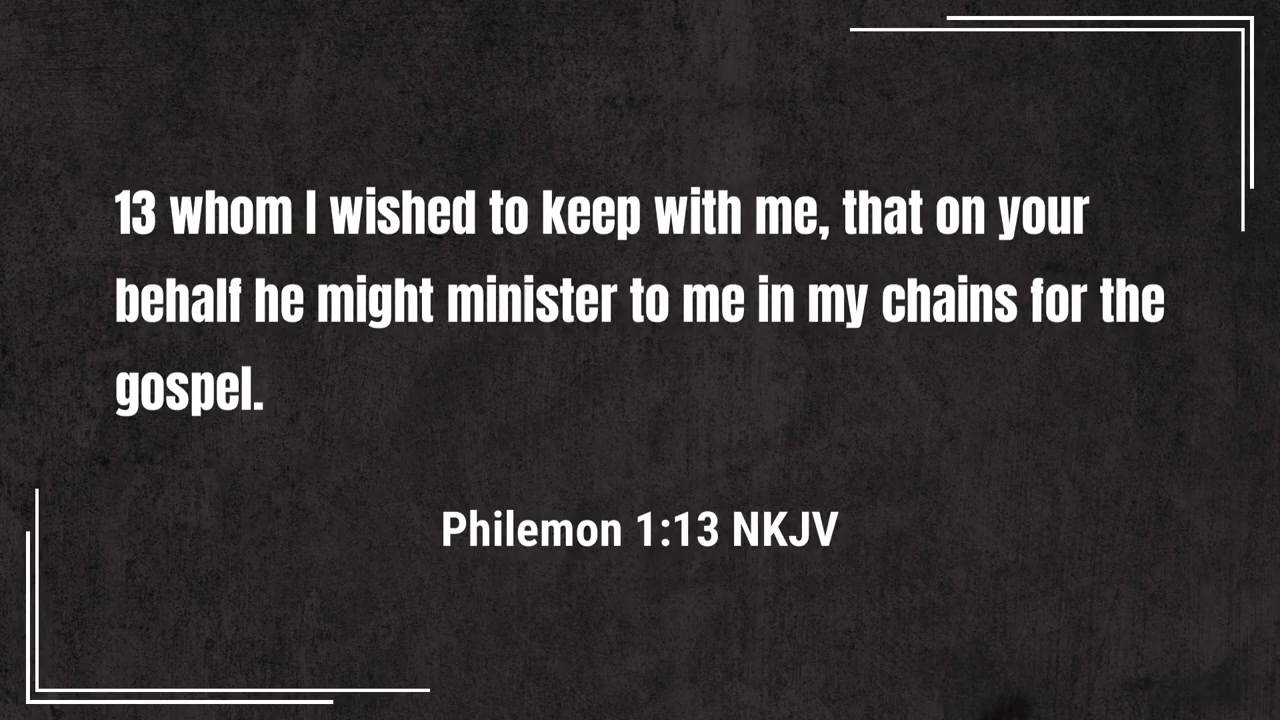 13 whom I wished to keep with me, that on your
behalf he might minister to me in my chains for the
gospel.
Philemon 1:13 NKJV